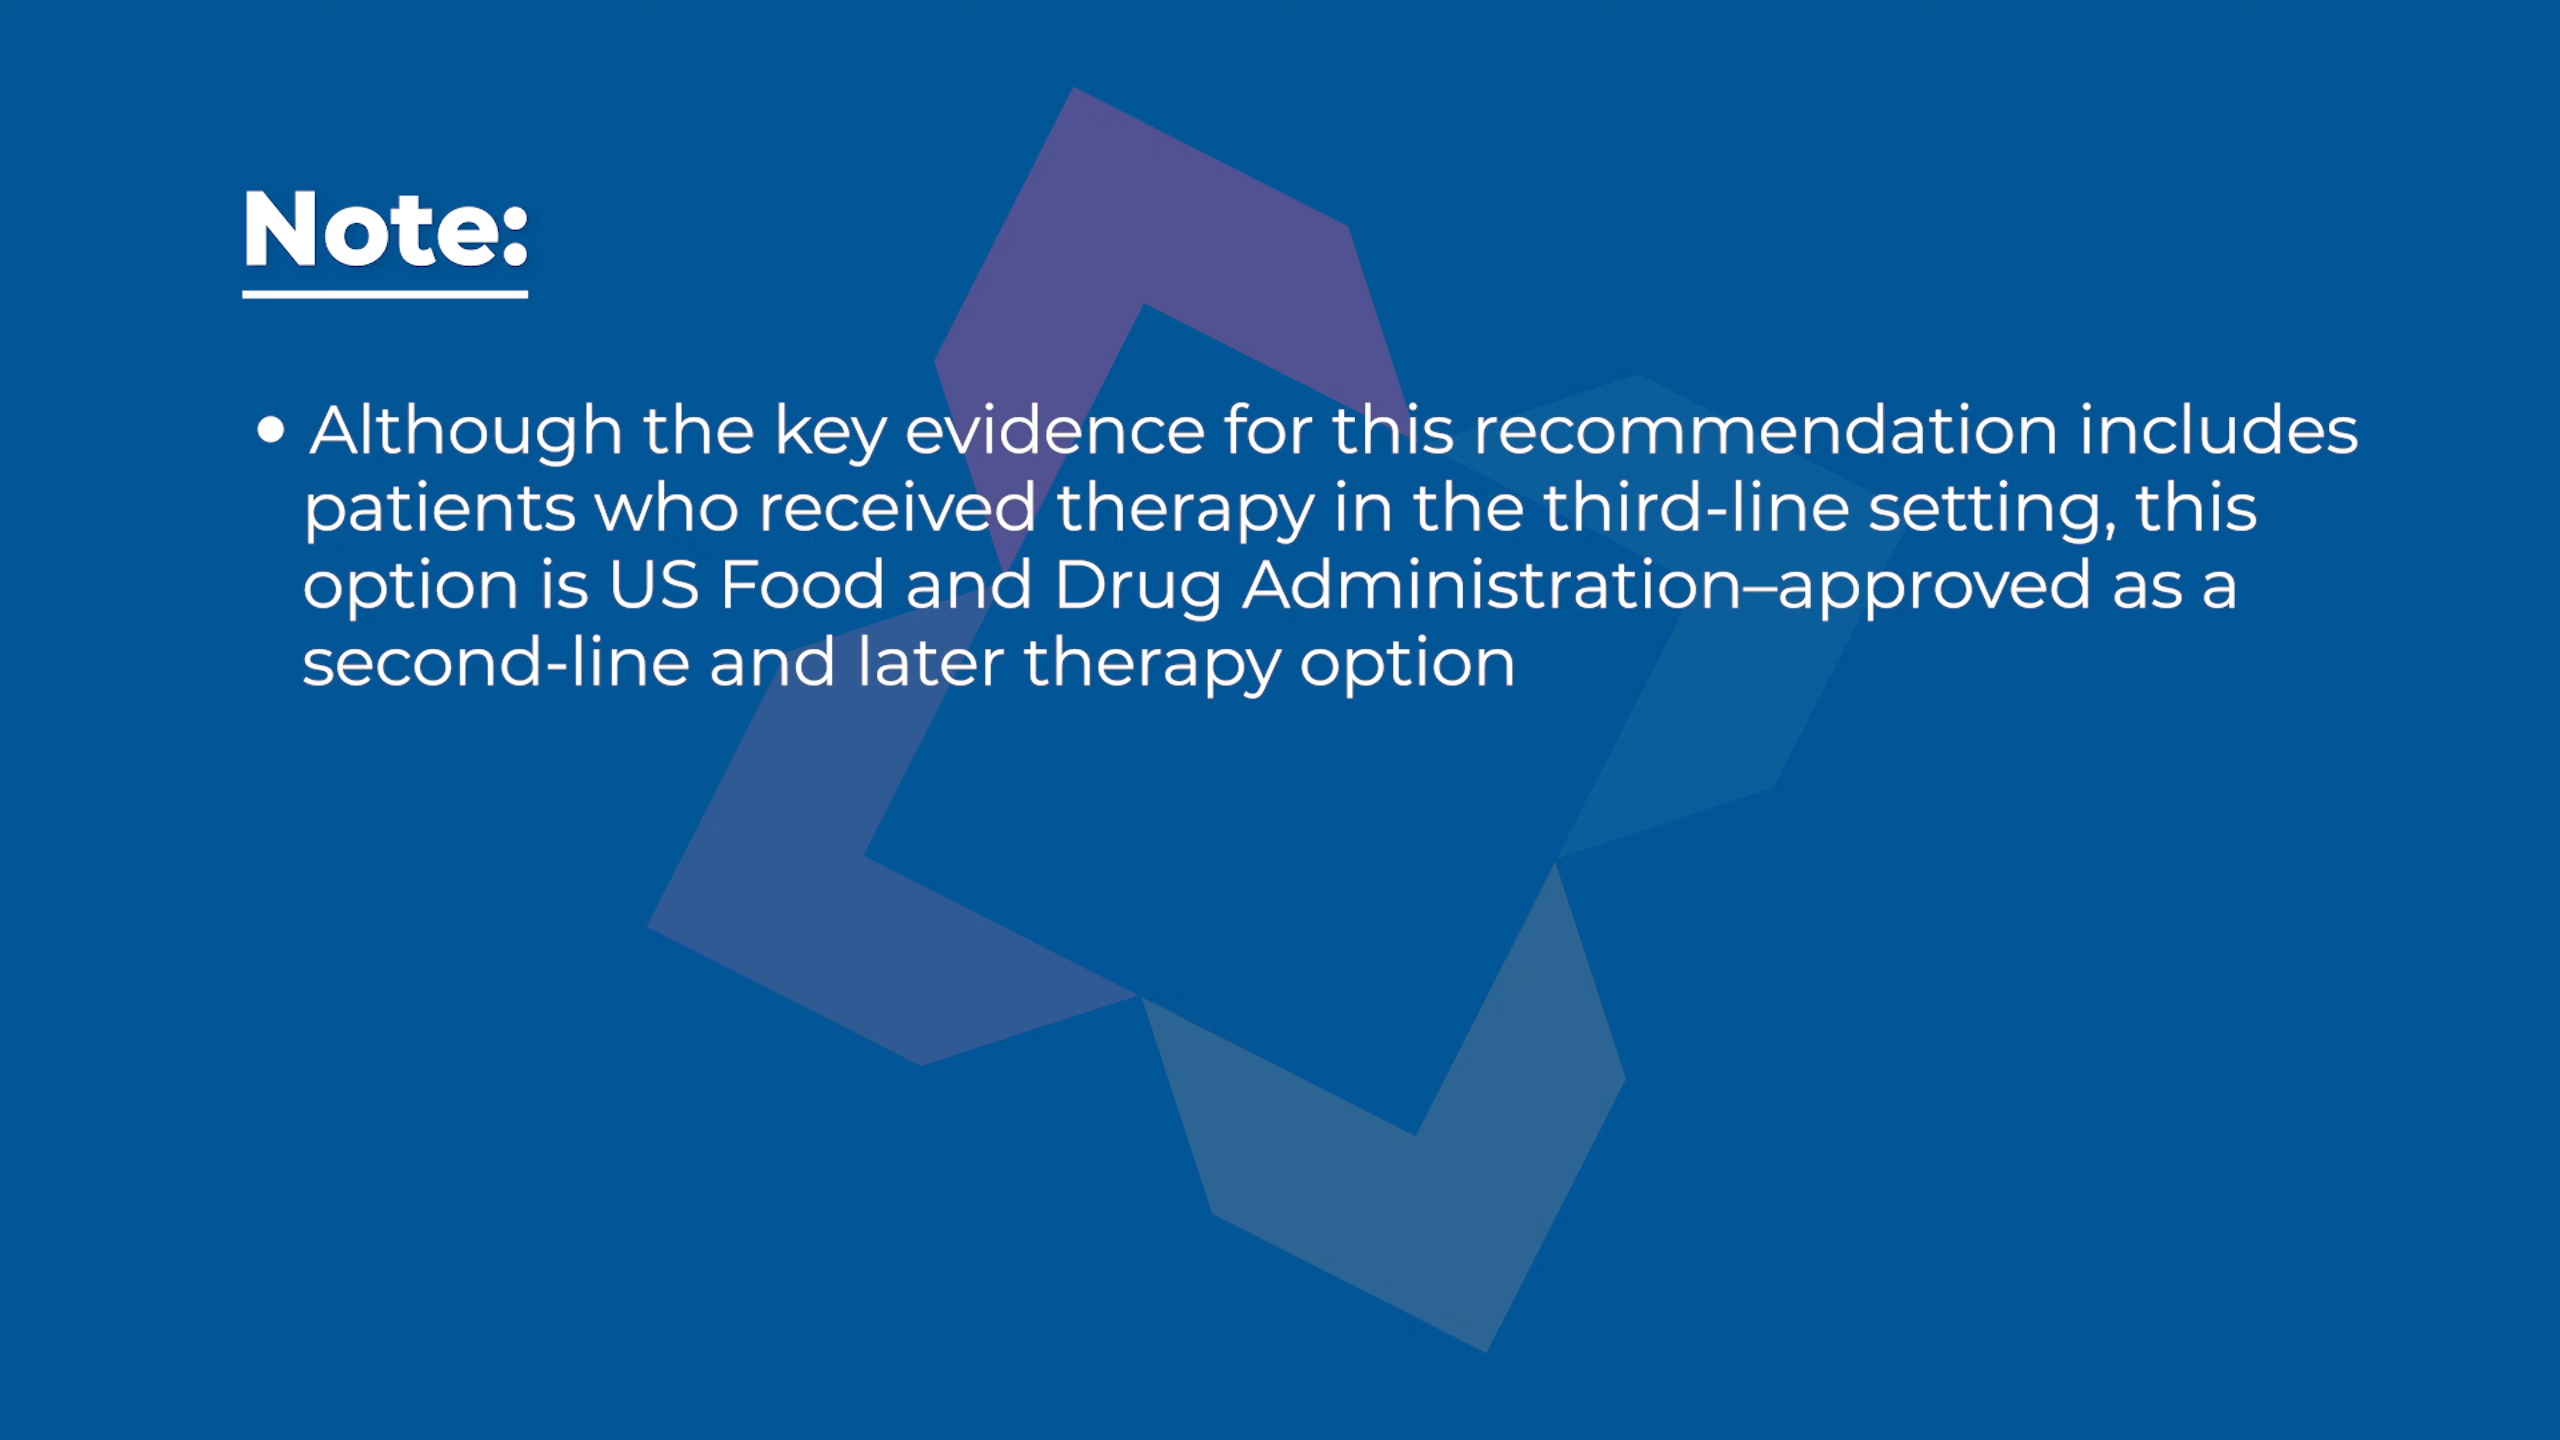 Note:
• Although the key evidence for this recommendation includes
patients who received therapy in the third-line setting, this
option is US Food and Drug Administration–approved as a
second-line and later therapy option